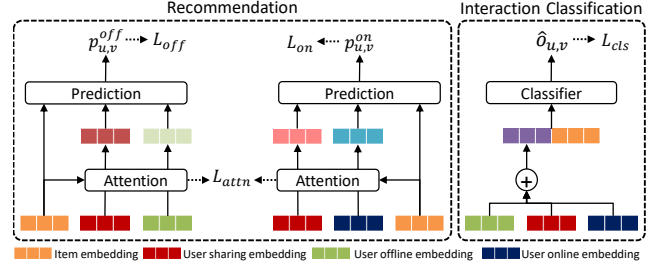 Recommendation
Interaction Classification
p_{u,v}^{off} L_{off} L_{on} p_{u,v}^{on}
ô_{u,v} L_{cls}
Prediction Prediction
Classifier
Attention L_{attn} Attention
+
Item embedding User sharing embedding User offline embedding User online embedding